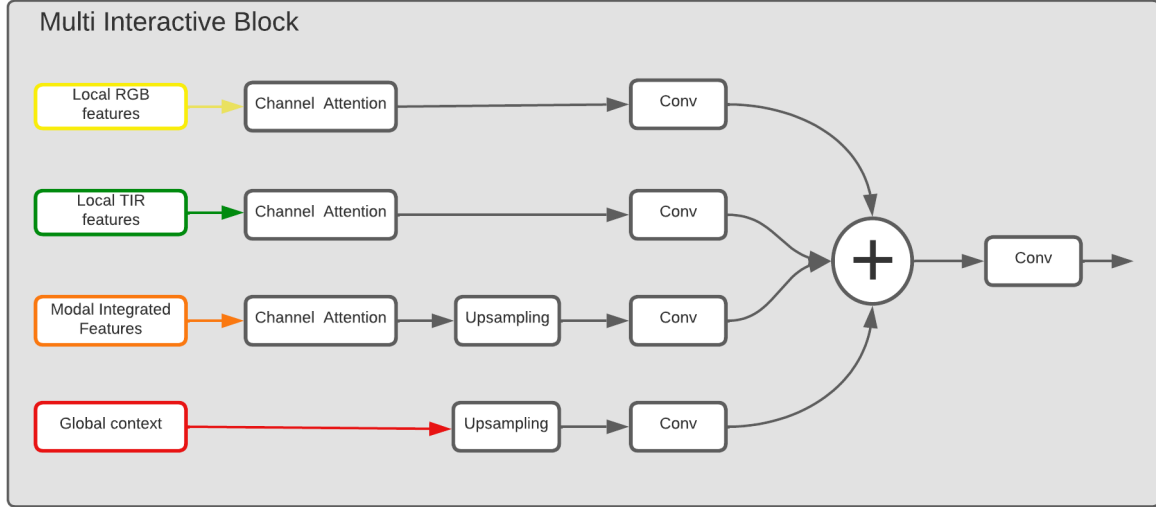 Multi Interactive Block
Local RGB
features
Channel Attention
Conv
Local TIR
features
Channel Attention
Conv
+
Conv
Modal Integrated
Features
Channel Attention
Upsampling
Conv
Global context
Upsampling
Conv